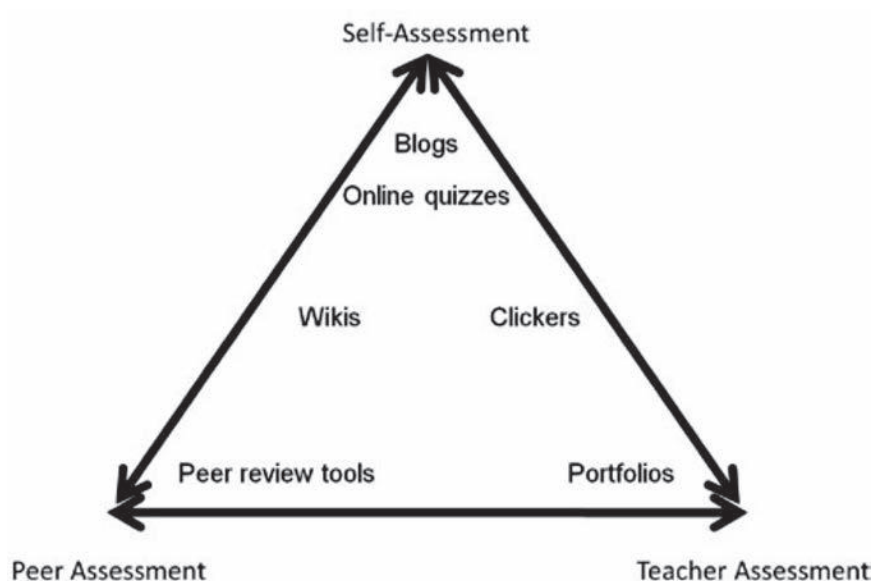 Self-Assessment
Blogs
Online quizzes
Wikis
Clickers
Peer review tools
Portfolios
Peer Assessment
Teacher Assessment